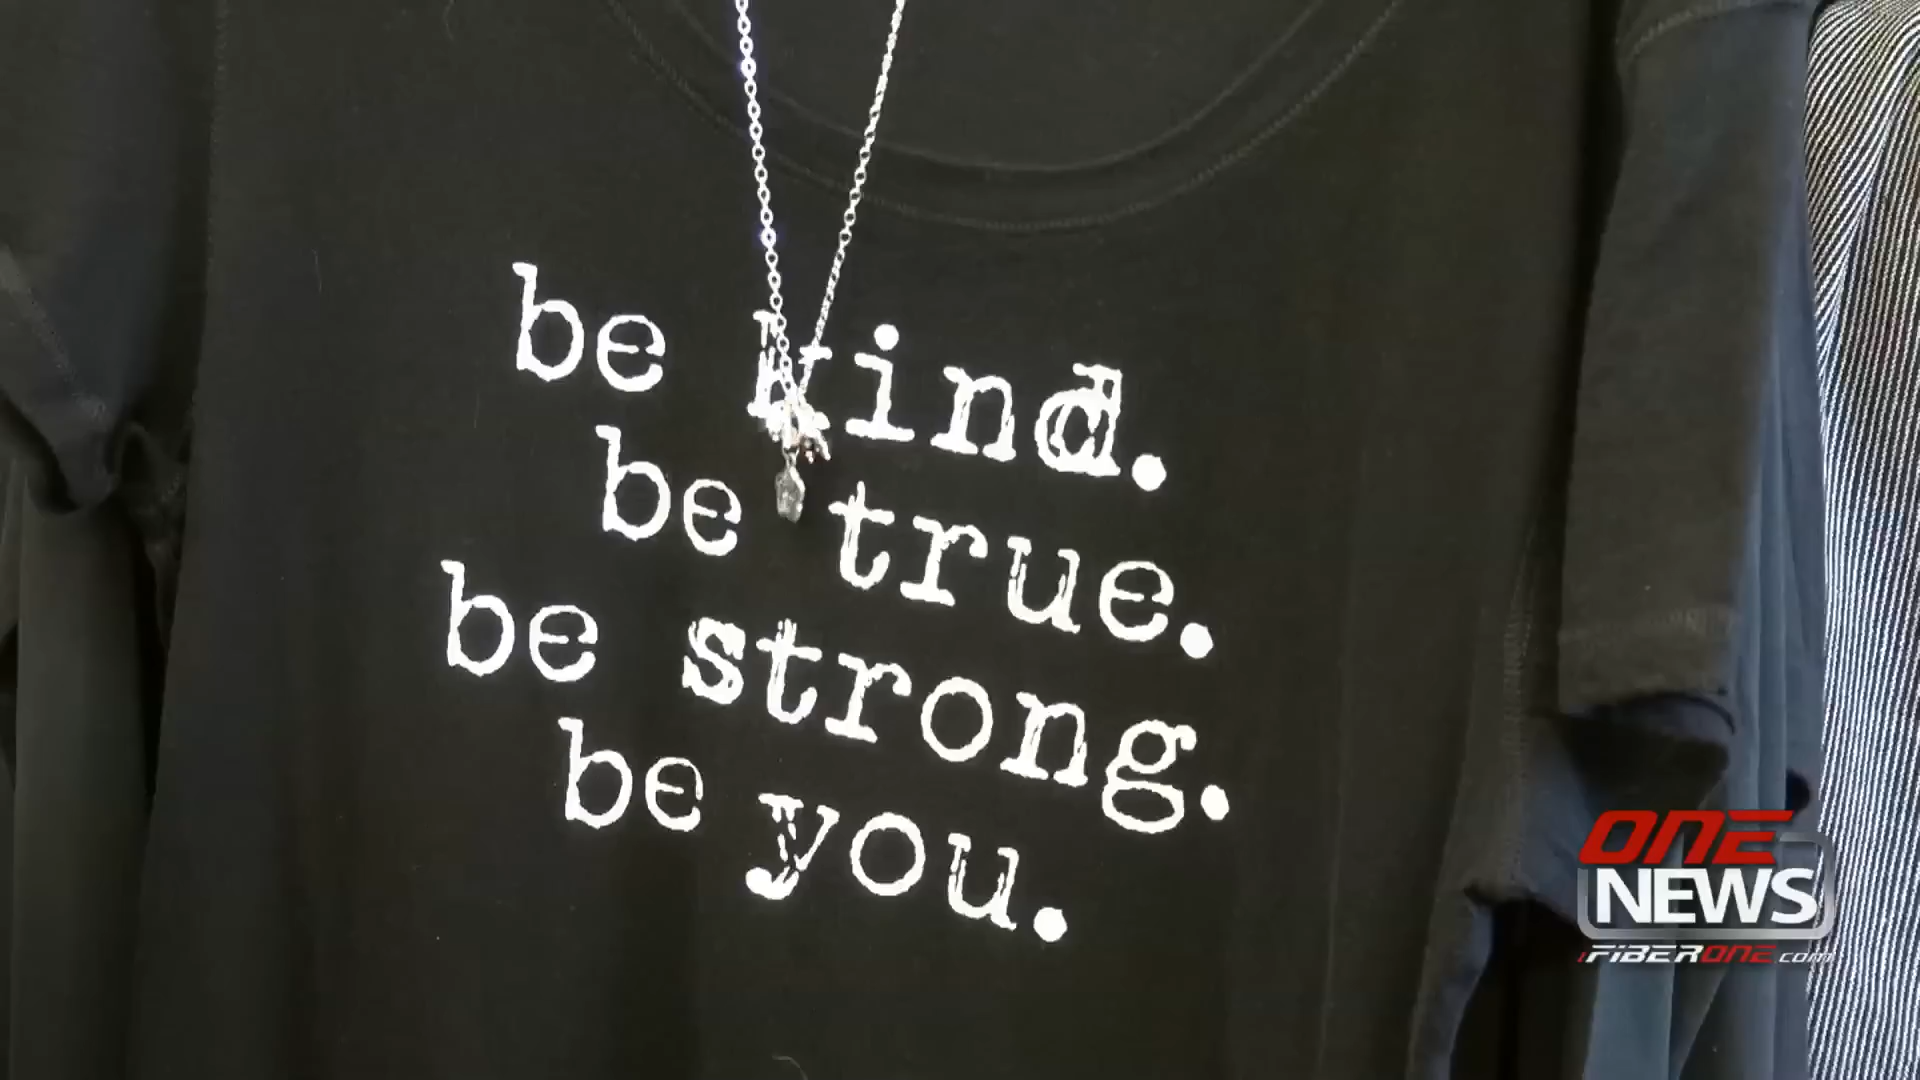 be kind.
be true.
be strong.
be you.
ONE
NEWS
iFIBERONE.com